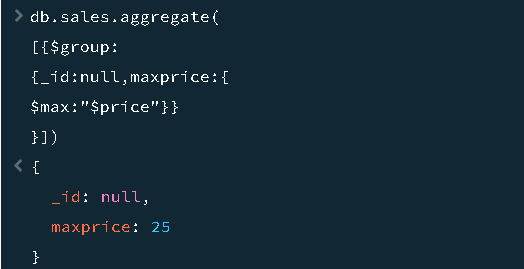 > db.sales.aggregate(
[{$group:
{_id:null,maxprice:{
$max:"$price"}}
}])
< {
_id: null,
maxprice: 25
}